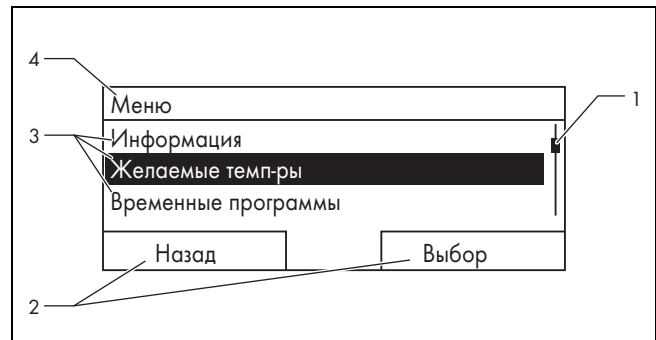 4
Меню
1
3
Информация
Желаемые темп-ры
Временные программы
Назад
Выбор
2